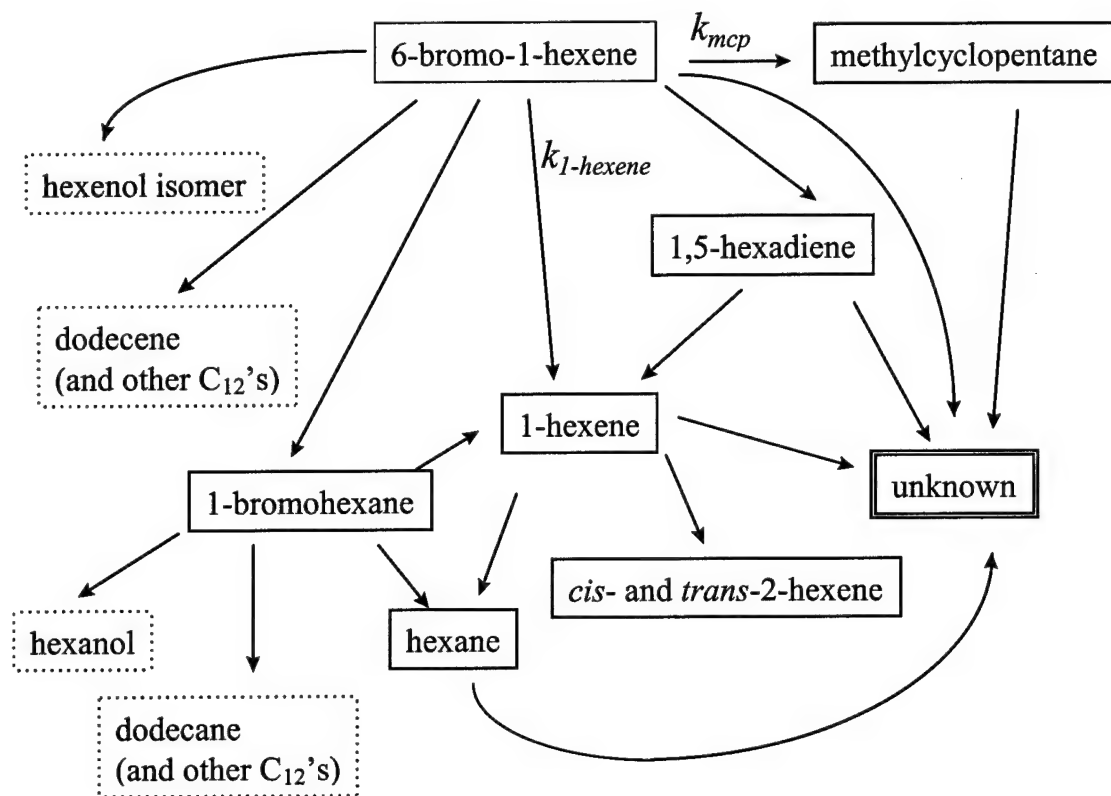 6-bromo-1-hexene
k_mcp
methylcyclopentane
hexenol isomer
k_1-hexene
1,5-hexadiene
dodecene
(and other C₁₂'s)
1-hexene
1-bromohexane
unknown
cis- and trans-2-hexene
hexanol
hexane
dodecane
(and other C₁₂'s)